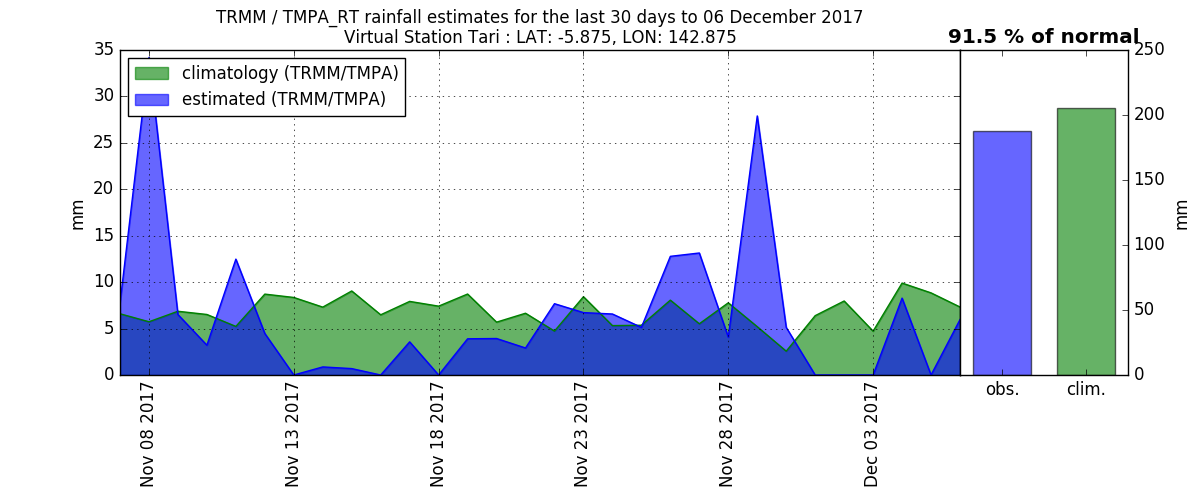 TRMM / TMPA_RT rainfall estimates for the last 30 days to 06 December 2017
Virtual Station Tari : LAT: -5.875, LON: 142.875
91.5 % of normal
climatology (TRMM/TMPA)
estimated (TRMM/TMPA)
mm
35
30
25
20
15
10
5
0
Nov 08 2017
Nov 13 2017
Nov 18 2017
Nov 23 2017
Nov 28 2017
Dec 03 2017
obs.
clim.
250
200
150
100
50
0
mm